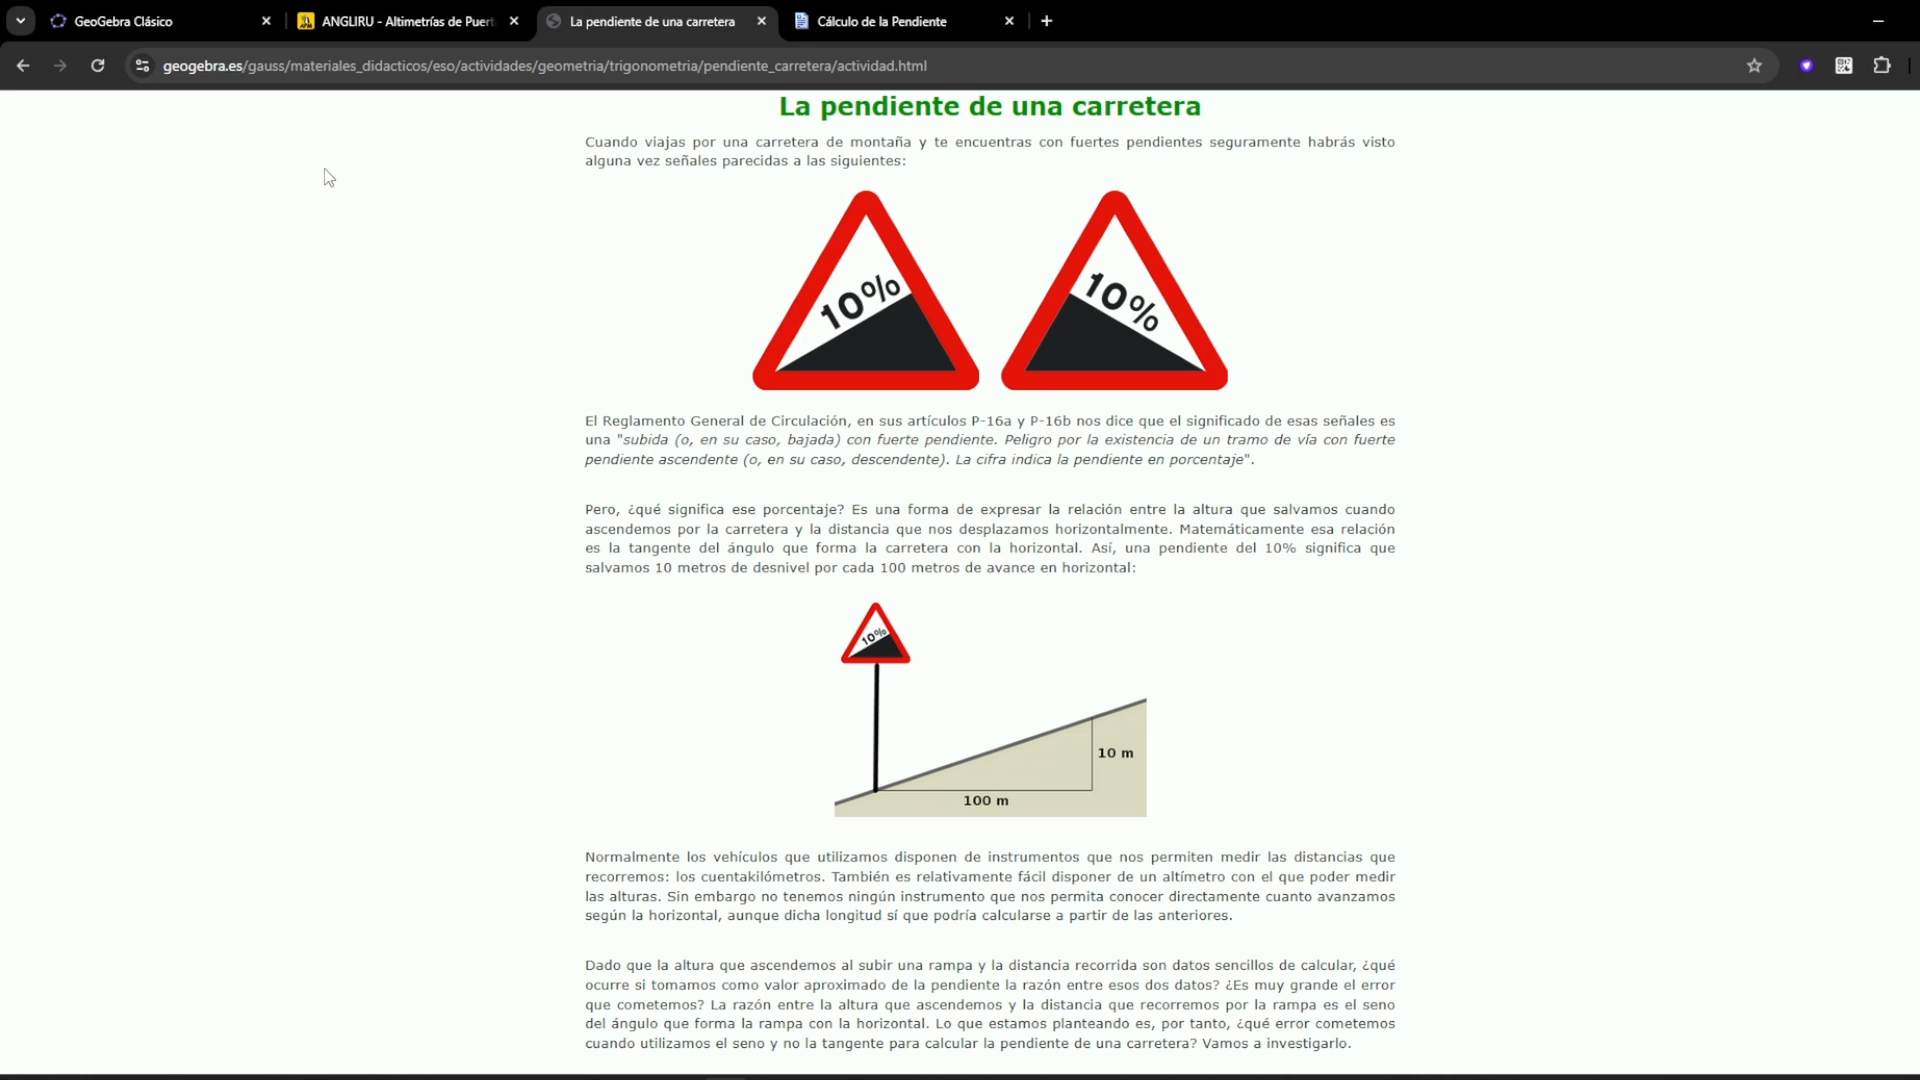 GeoGebra Clásico
ANGLIRU - Altimetrías de Puert
La pendiente de una carretera
Cálculo de la Pendiente
geogebra.es/gauss/materiales_didacticos/eso/actividades/geometria/trigonometria/pendiente_carretera/actividad.html
La pendiente de una carretera
Cuando viajas por una carretera de montaña y te encuentras con fuertes pendientes seguramente habrás visto
alguna vez señales parecidas a las siguientes:
10%
10%
El Reglamento General de Circulación, en sus artículos P-16a y P-16b nos dice que el significado de esas señales es
una "subida (o, en su caso, bajada) con fuerte pendiente. Peligro por la existencia de un tramo de vía con fuerte
pendiente ascendente (o, en su caso, descendente). La cifra indica la pendiente en porcentaje".
Pero, ¿qué significa ese porcentaje? Es una forma de expresar la relación entre la altura que salvamos cuando
ascendemos por la carretera y la distancia que nos desplazamos horizontalmente. Matemáticamente esa relación
es la tangente del ángulo que forma la carretera con la horizontal. Así, una pendiente del 10% significa que
salvamos 10 metros de desnivel por cada 100 metros de avance en horizontal:
10%
10 m
100 m
Normalmente los vehículos que utilizamos disponen de instrumentos que nos permiten medir las distancias que
recorremos: los cuentakilómetros. También es relativamente fácil disponer de un altímetro con el que poder medir
las alturas. Sin embargo no tenemos ningún instrumento que nos permita conocer directamente cuanto avanzamos
según la horizontal, aunque dicha longitud sí que podría calcularse a partir de las anteriores.
Dado que la altura que ascendemos al subir una rampa y la distancia recorrida son datos sencillos de calcular, ¿qué
ocurre si tomamos como valor aproximado de la pendiente la razón entre esos dos datos? ¿Es muy grande el error
que cometemos? La razón entre la altura que ascendemos y la distancia que recorremos por la rampa es el seno
del ángulo que forma la rampa con la horizontal. Lo que estamos planteando es, por tanto, ¿qué error cometemos
cuando utilizamos el seno y no la tangente para calcular la pendiente de una carretera? Vamos a investigarlo.